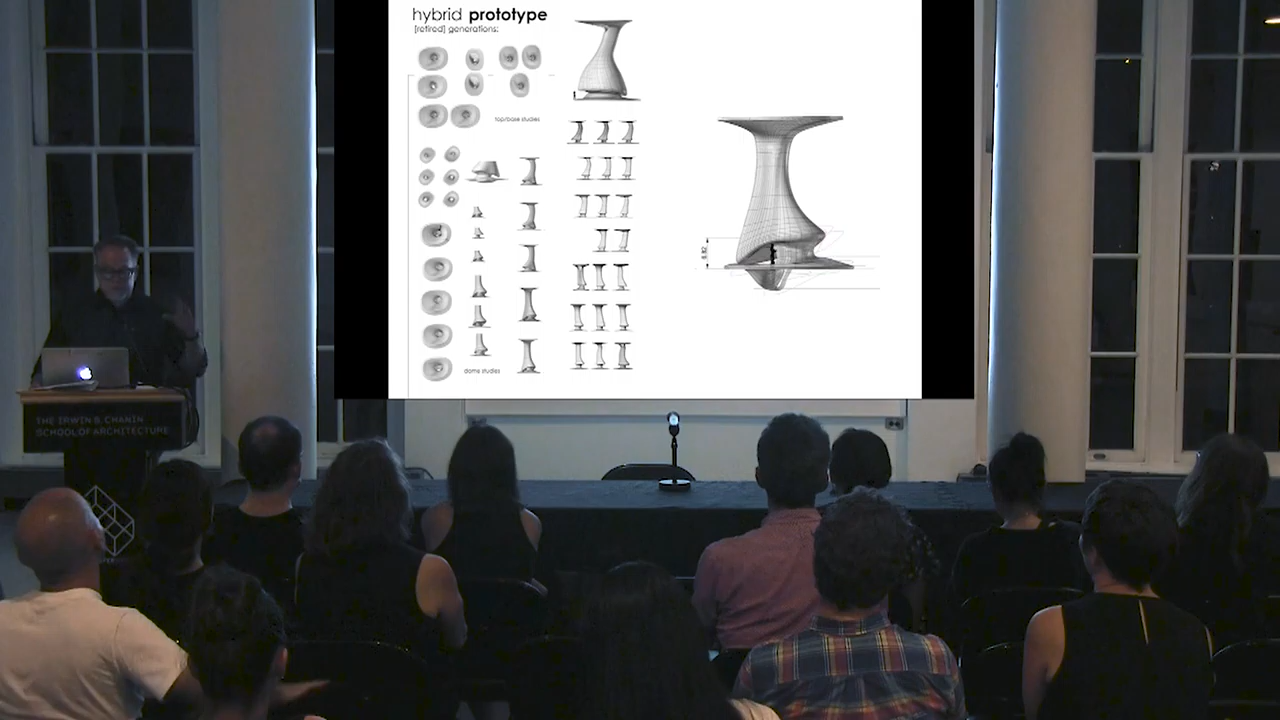 hybrid prototype
[retired] generations:
top/base studies
dome studies
THE IRWIN S. CHANIN
SCHOOL OF ARCHITECTURE